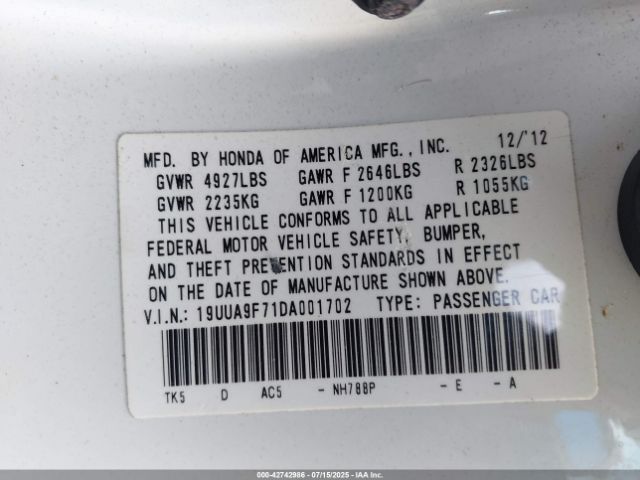 MFD. BY HONDA OF AMERICA MFG., INC. 12/'12
GVWR 4927LBS GAWR F 2646LBS R 2326LBS
GVWR 2235KG GAWR F 1200KG R 1055KG
THIS VEHICLE CONFORMS TO ALL APPLICABLE
FEDERAL MOTOR VEHICLE SAFETY, BUMPER,
AND THEFT PREVENTION STANDARDS IN EFFECT
ON THE DATE OF MANUFACTURE SHOWN ABOVE.
V.I.N.: 19UUA9F71DA001702 TYPE: PASSENGER CAR
TK5 D AC5 - NH788P - E - A
000-42742986 - 07/15/2025 - IAA Inc.